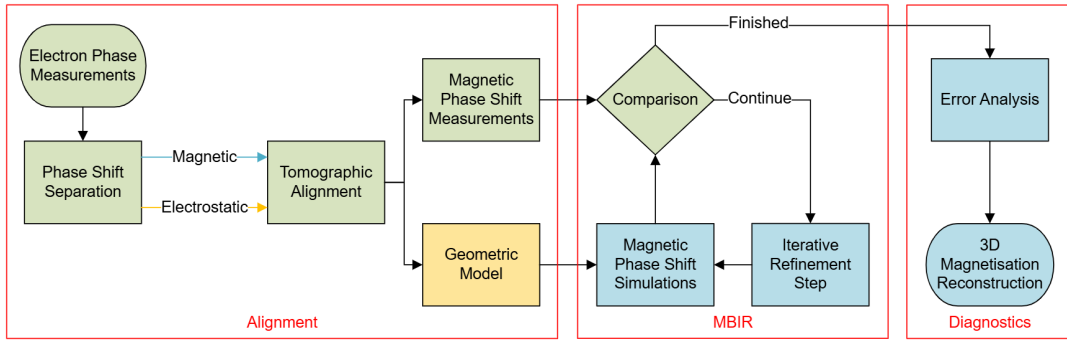 Electron Phase
Measurements
Phase Shift
Separation
Magnetic
Electrostatic
Tomographic
Alignment
Magnetic
Phase Shift
Measurements
Geometric
Model
Alignment
Finished
Comparison
Continue
Magnetic
Phase Shift
Simulations
Iterative
Refinement
Step
MBIR
Error Analysis
3D
Magnetisation
Reconstruction
Diagnostics